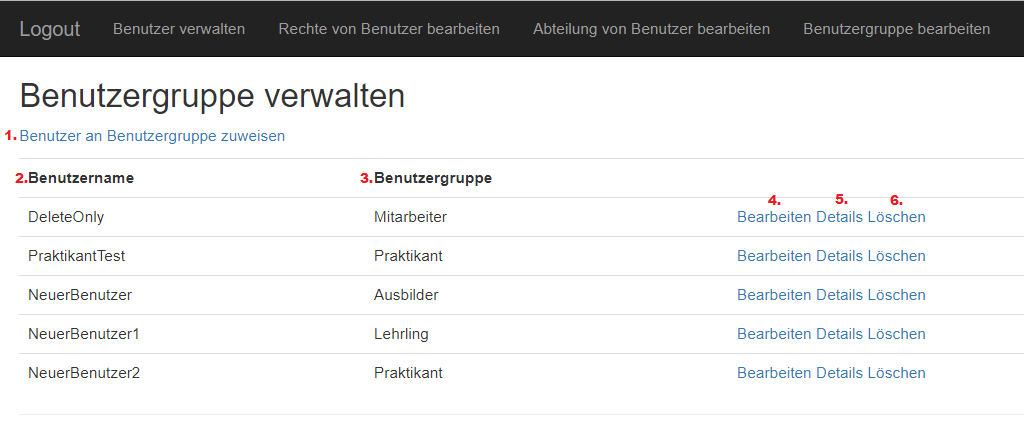 Logout Benutzer verwalten Rechte von Benutzer bearbeiten Abteilung von Benutzer bearbeiten Benutzergruppe bearbeiten
Benutzergruppe verwalten
1. Benutzer an Benutzergruppe zuweisen
2. Benutzername 3. Benutzergruppe
4. 5. 6.
DeleteOnly Mitarbeiter Bearbeiten Details Löschen
PraktikantTest Praktikant Bearbeiten Details Löschen
NeuerBenutzer Ausbilder Bearbeiten Details Löschen
NeuerBenutzer1 Lehrling Bearbeiten Details Löschen
NeuerBenutzer2 Praktikant Bearbeiten Details Löschen